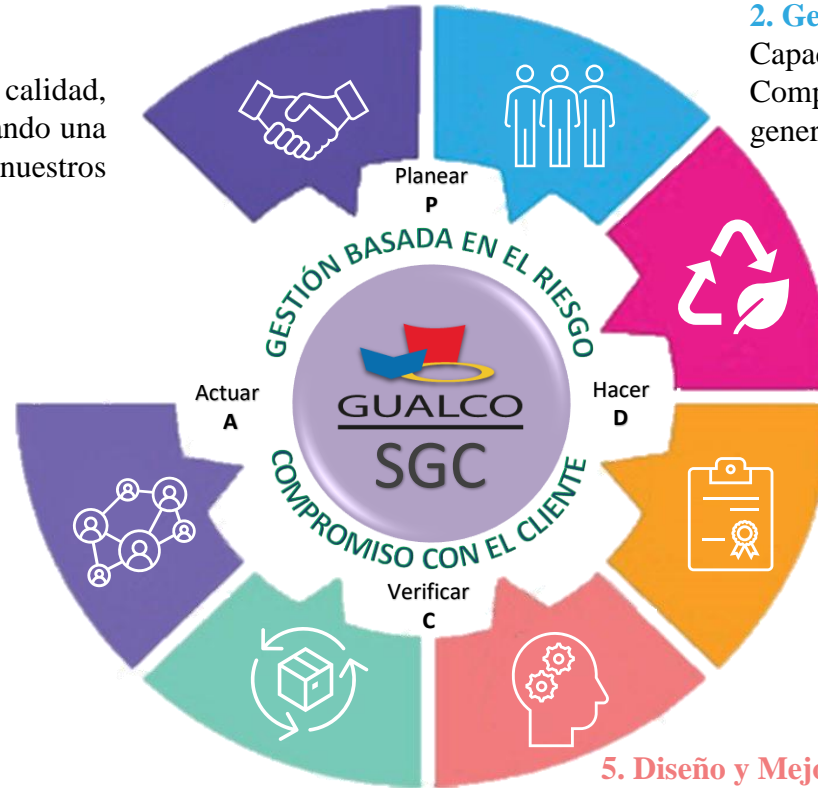 2. Ge
Capac
Comp
gener
calidad,
ando una
nuestros
Planear
P
GESTIÓN BASADA EN EL RIESGO
Actuar
A
Hacer
D
GUALCO
SGC
COMPROMISO CON EL CLIENTE
Verificar
C
5. Diseño y Mejo